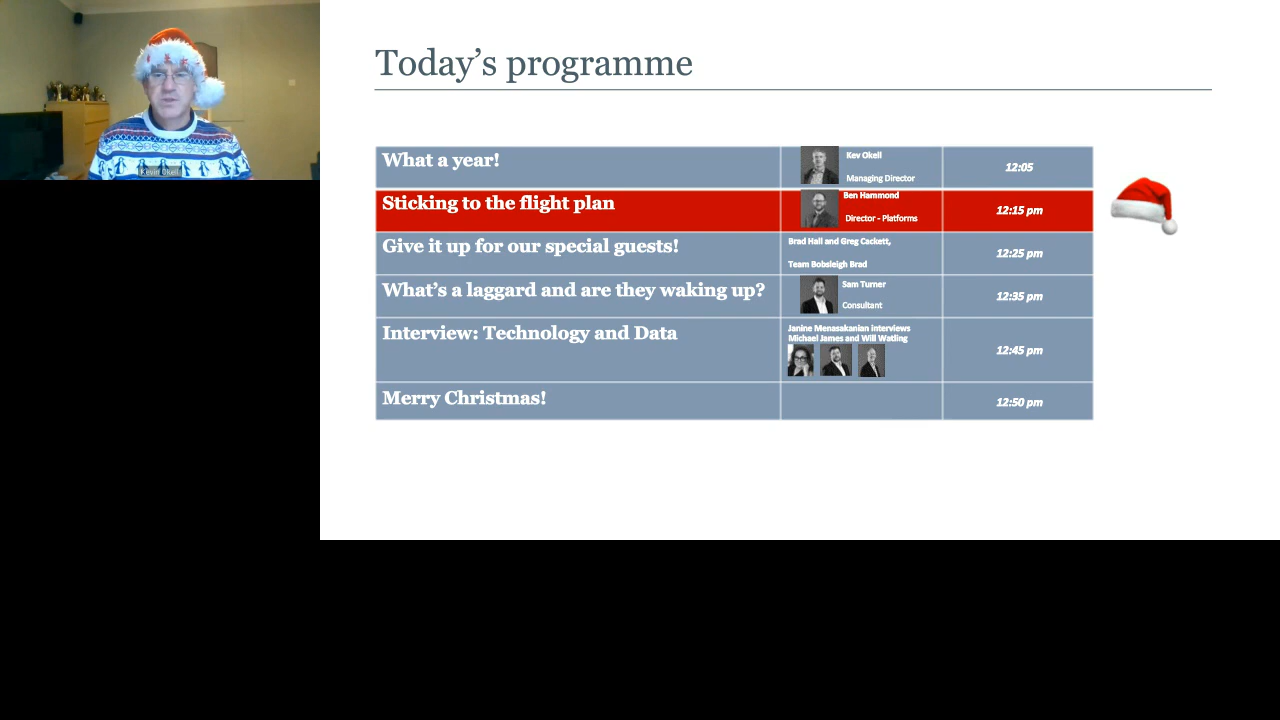 Today's programme
What a year!
Kev Okell
Managing Director
12:05
Sticking to the flight plan
Ben Hammond
Director - Platforms
12:15 pm
Give it up for our special guests!
Brad Hall and Greg Cackett,
Team Bobsleigh Brad
12:25 pm
What's a laggard and are they waking up?
Sam Turner
Consultant
12:35 pm
Interview: Technology and Data
Janine Menasakanian interviews
Michael James and Will Watling
12:45 pm
Merry Christmas!
12:50 pm
Kevin Okell